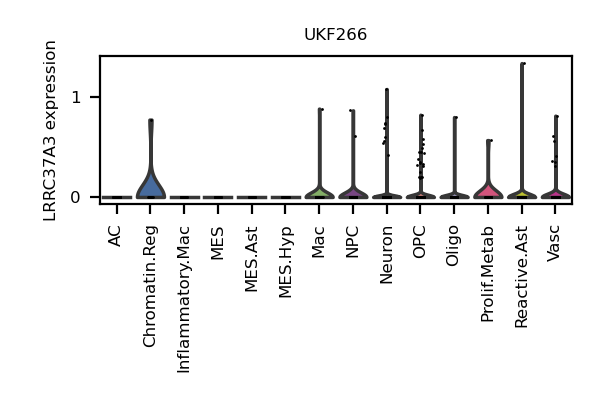 UKF266
LRRC37A3 expression
1
0
AC
Chromatin.Reg
Inflammatory.Mac
MES
MES.Ast
MES.Hyp
Mac
NPC
Neuron
OPC
Oligo
Prolif.Metab
Reactive.Ast
Vasc